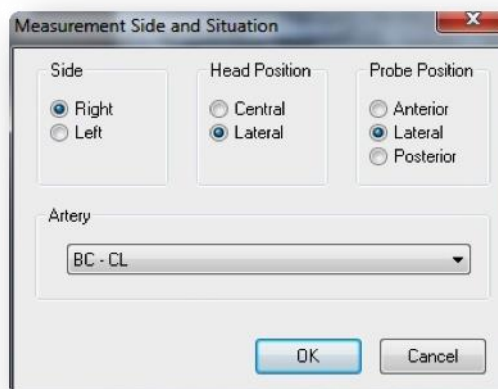 Measurement Side and Situation
Side
Right
Left
Head Position
Central
Lateral
Probe Position
Anterior
Lateral
Posterior
Artery
BC - CL
OK
Cancel